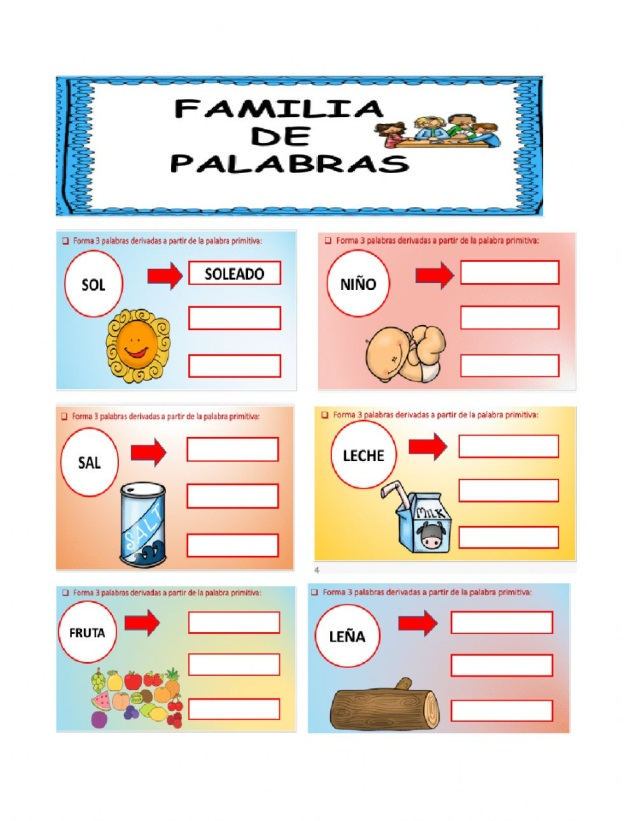 FAMILIA
DE
PALABRAS
❑ Forma 3 palabras derivadas a partir de la palabra primitiva:
SOL
SOLEADO
❑ Forma 3 palabras derivadas a partir de la palabra primitiva:
NIÑO
❑ Forma 3 palabras derivadas a partir de la palabra primitiva:
SAL
SALT
❑ Forma 3 palabras derivadas a partir de la palabra primitiva:
LECHE
MILK
4
❑ Forma 3 palabras derivadas a partir de la palabra primitiva:
FRUTA
❑ Forma 3 palabras derivadas a partir de la palabra primitiva:
LEÑA